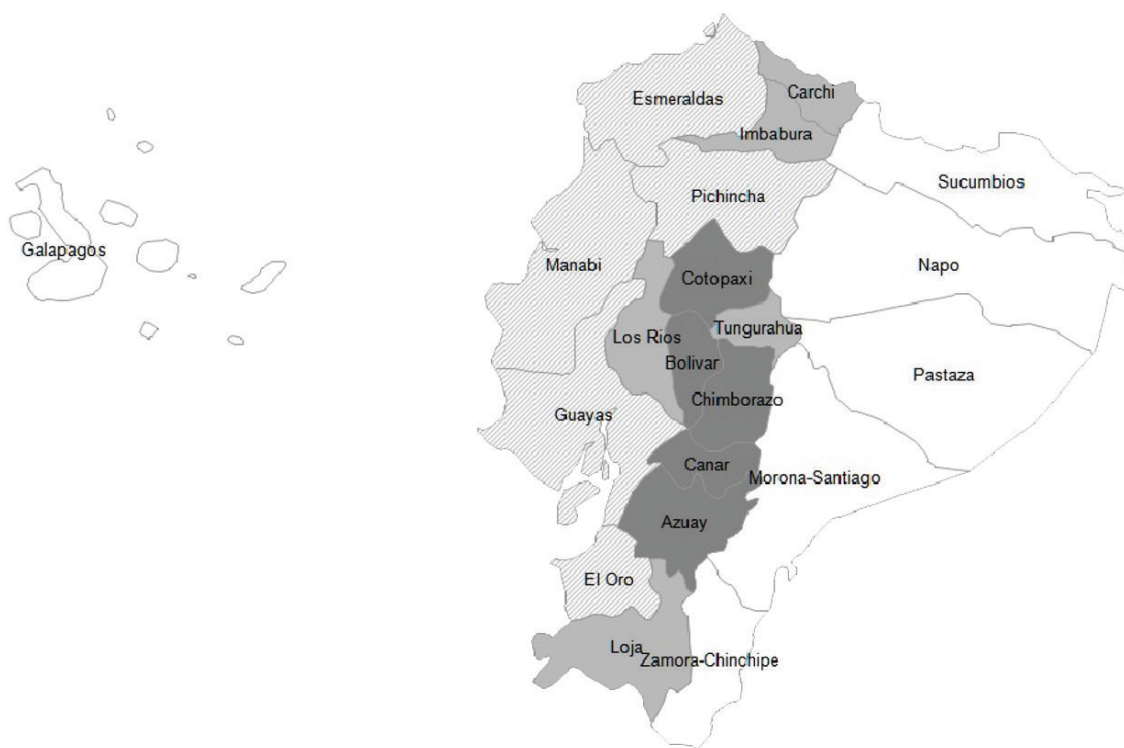 Esmeraldas
Carchi
Imbabura
Sucumbios
Pichincha
Galapagos
Manabi
Cotopaxi
Napo
Los Rios
Tungurahua
Bolivar
Pastaza
Chimborazo
Guayas
Canar
Morona-Santiago
Azuay
El Oro
Loja
Zamora-Chinchipe